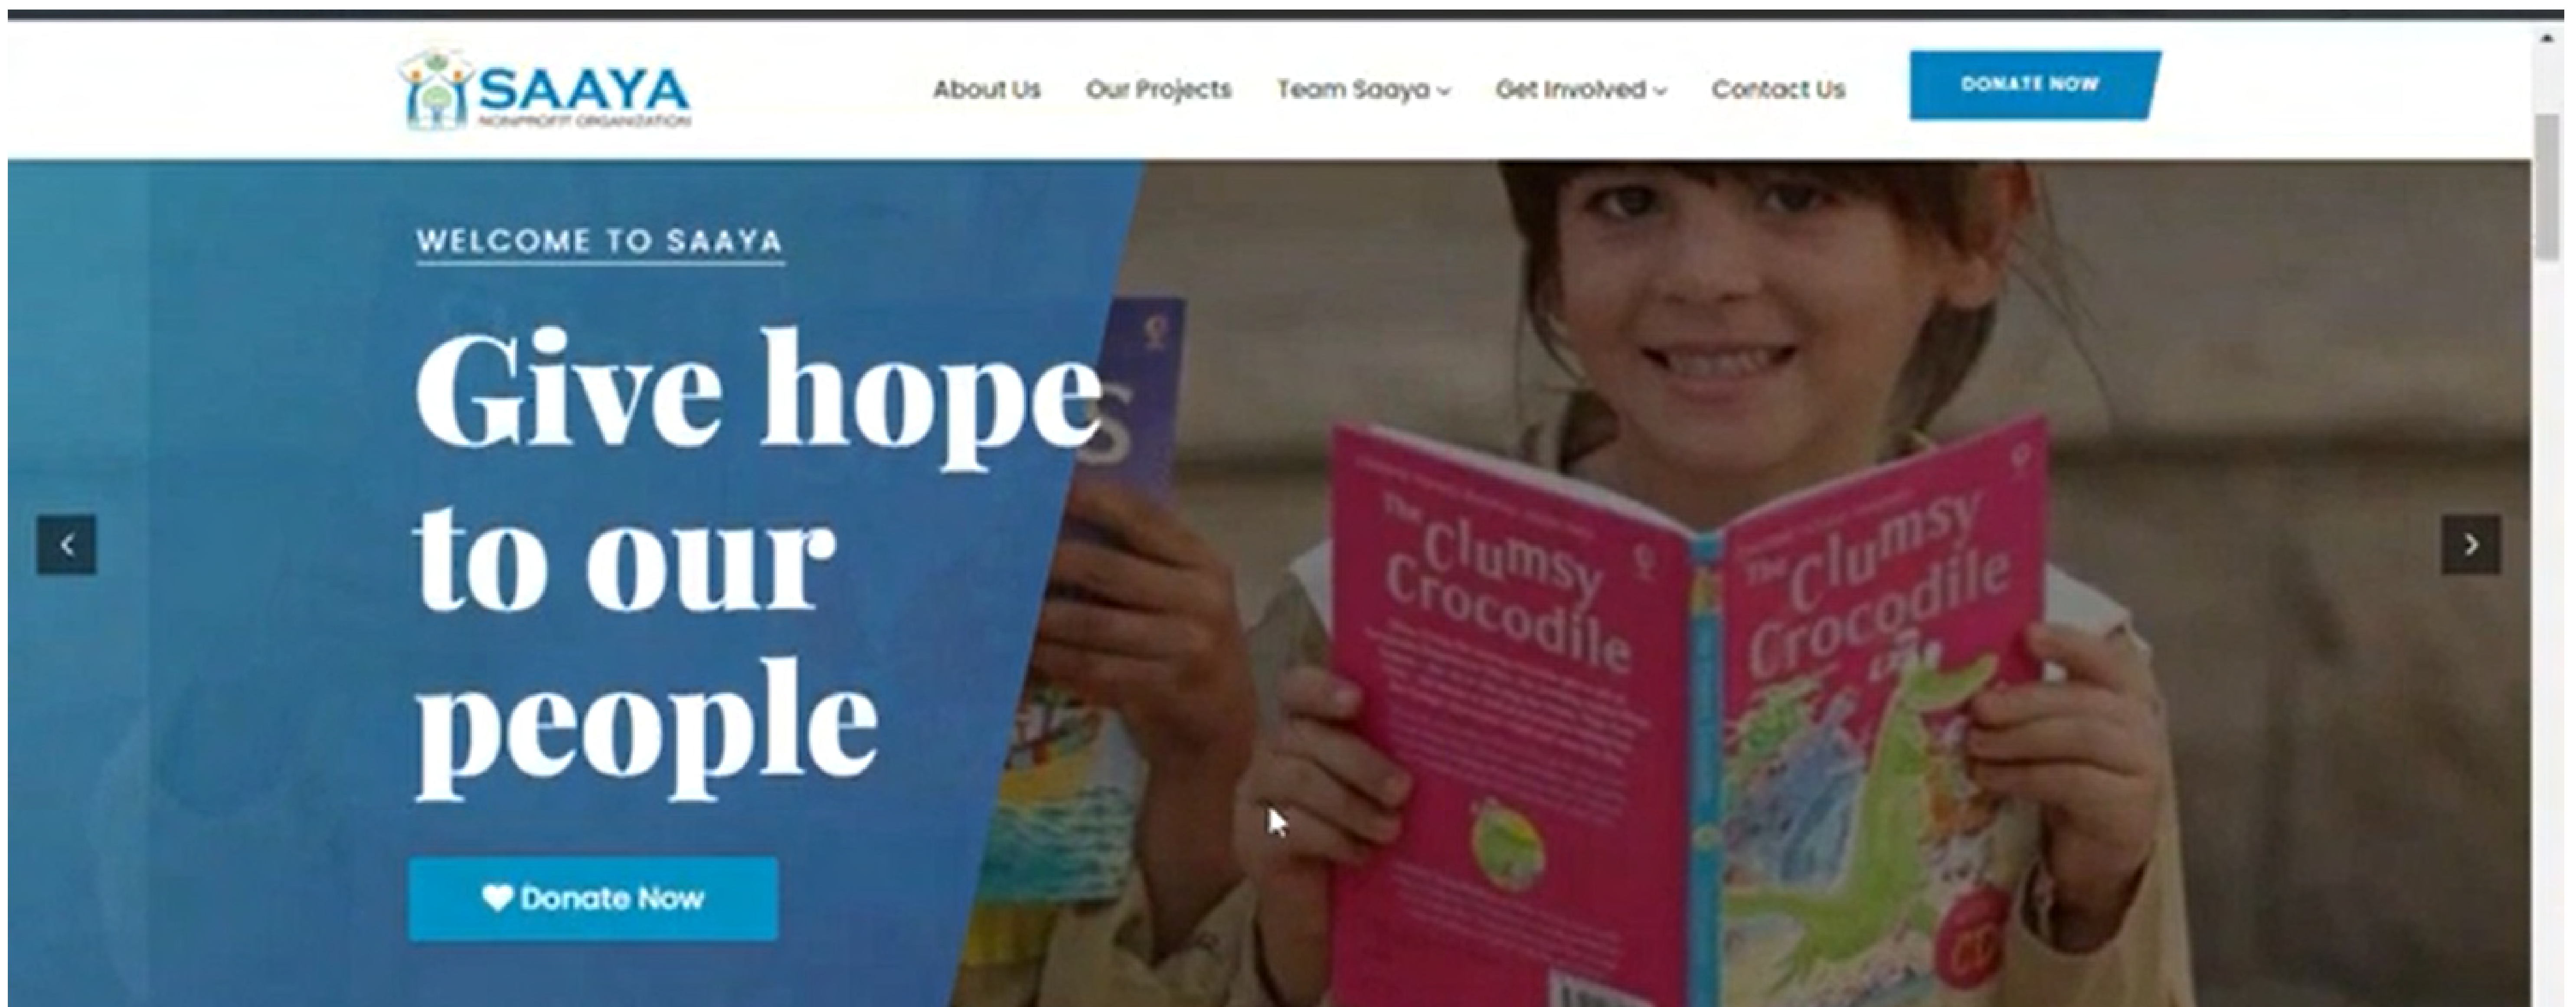 SAAYA
NONPROFIT ORGANIZATION
About Us Our Projects Team Saaya Get Involved Contact Us DONATE NOW
WELCOME TO SAAYA
Give hope
to our
people
Donate Now
S
The Clumsy
Crocodile
The Clumsy
Crocodile
CD